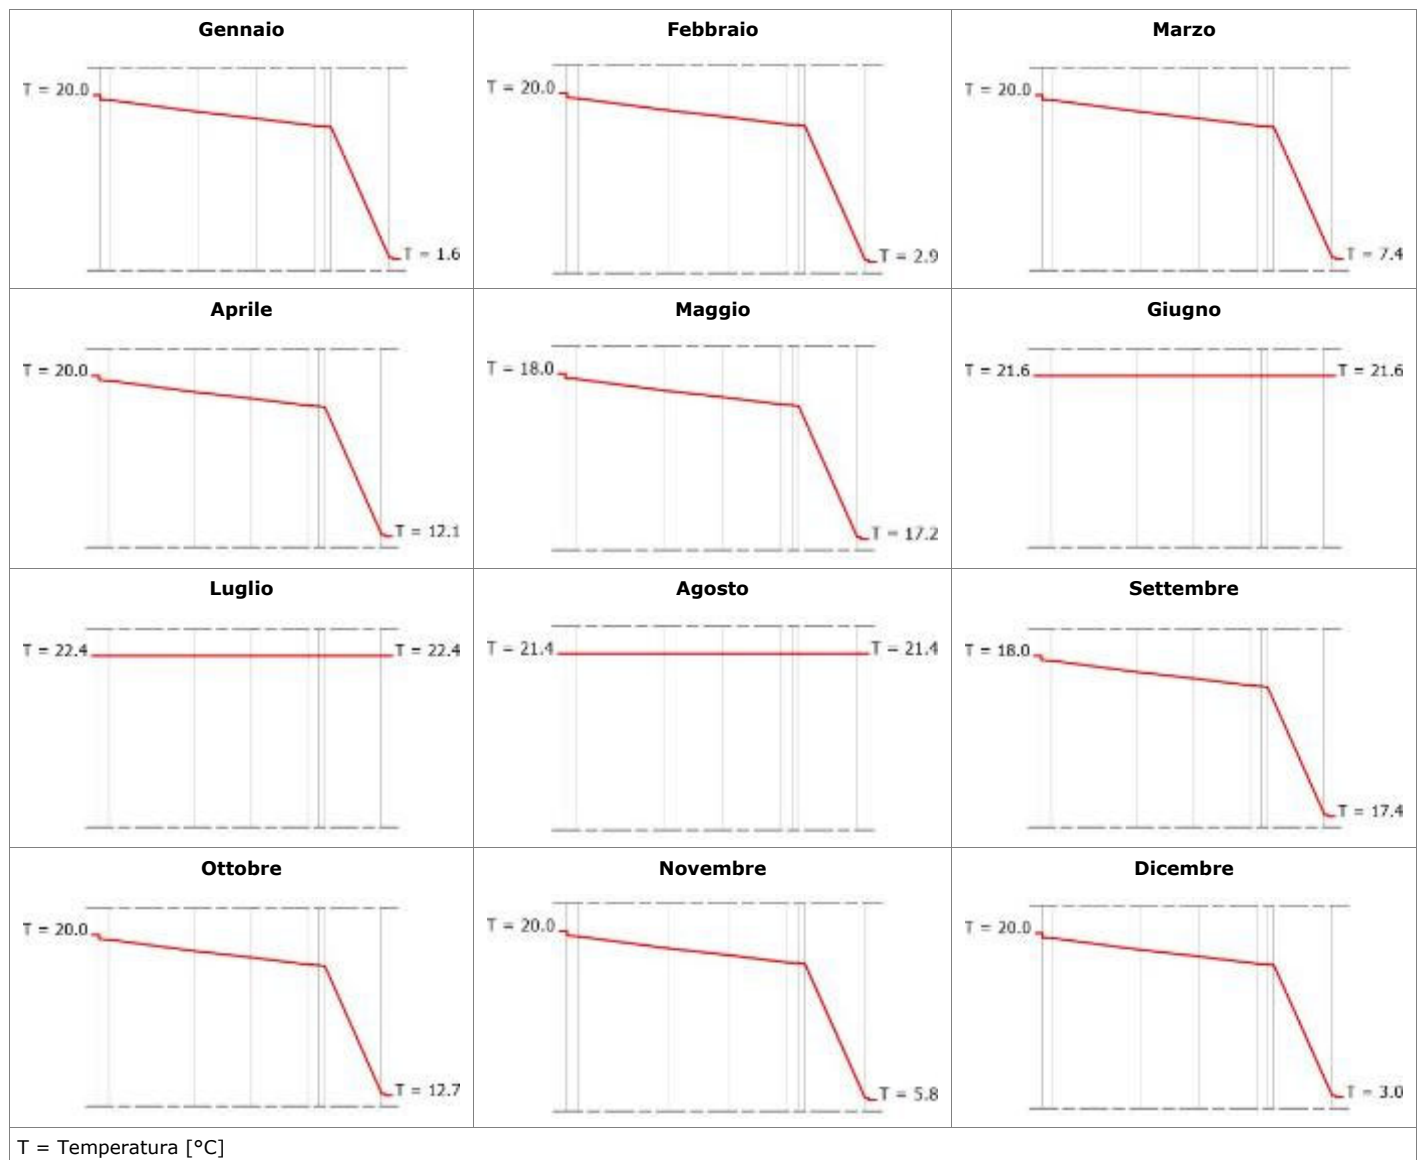 Gennaio
Febbraio
Marzo
T = 20.0
T = 1.6
T = 20.0
T = 2.9
T = 20.0
T = 7.4
Aprile
Maggio
Giugno
T = 20.0
T = 12.1
T = 18.0
T = 17.2
T = 21.6
T = 21.6
Luglio
Agosto
Settembre
T = 22.4
T = 22.4
T = 21.4
T = 21.4
T = 18.0
T = 17.4
Ottobre
Novembre
Dicembre
T = 20.0
T = 12.7
T = 20.0
T = 5.8
T = 20.0
T = 3.0
T = Temperatura [°C]